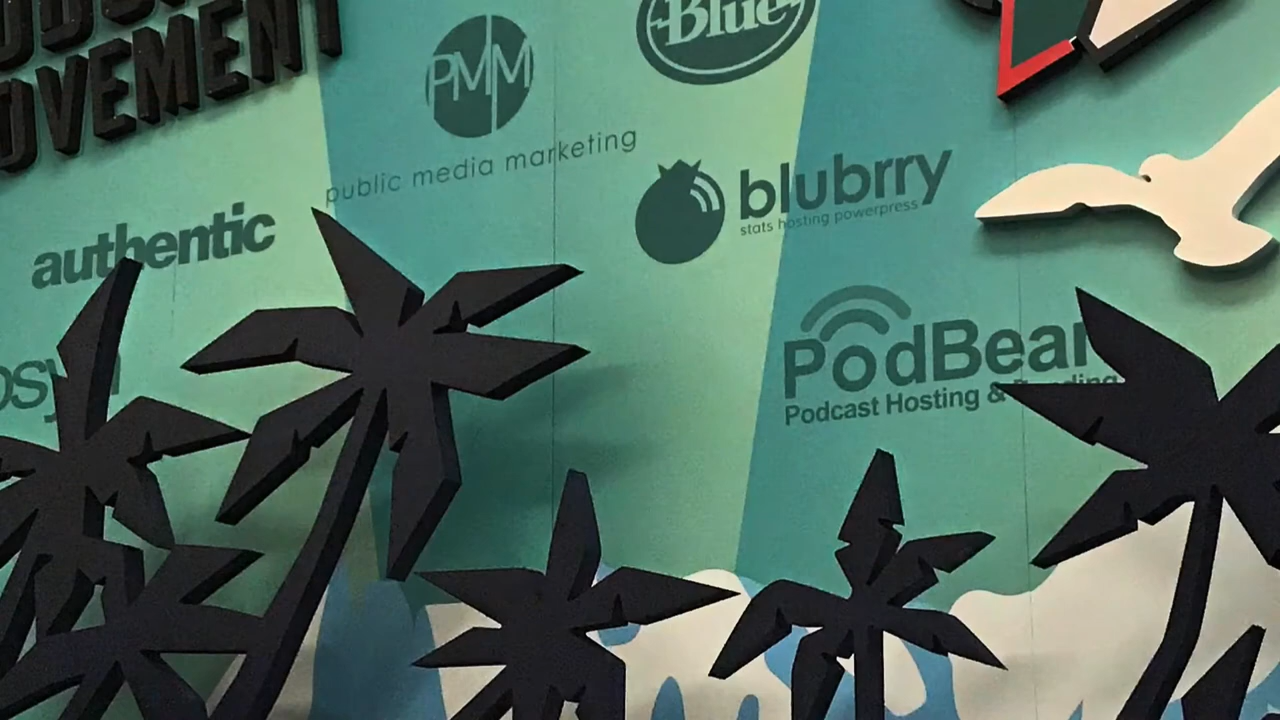 OVEMENT
PMM
public media marketing
Blue
blubrry
stats hosting powerpress
authentic
PodBean
Podcast Hosting &